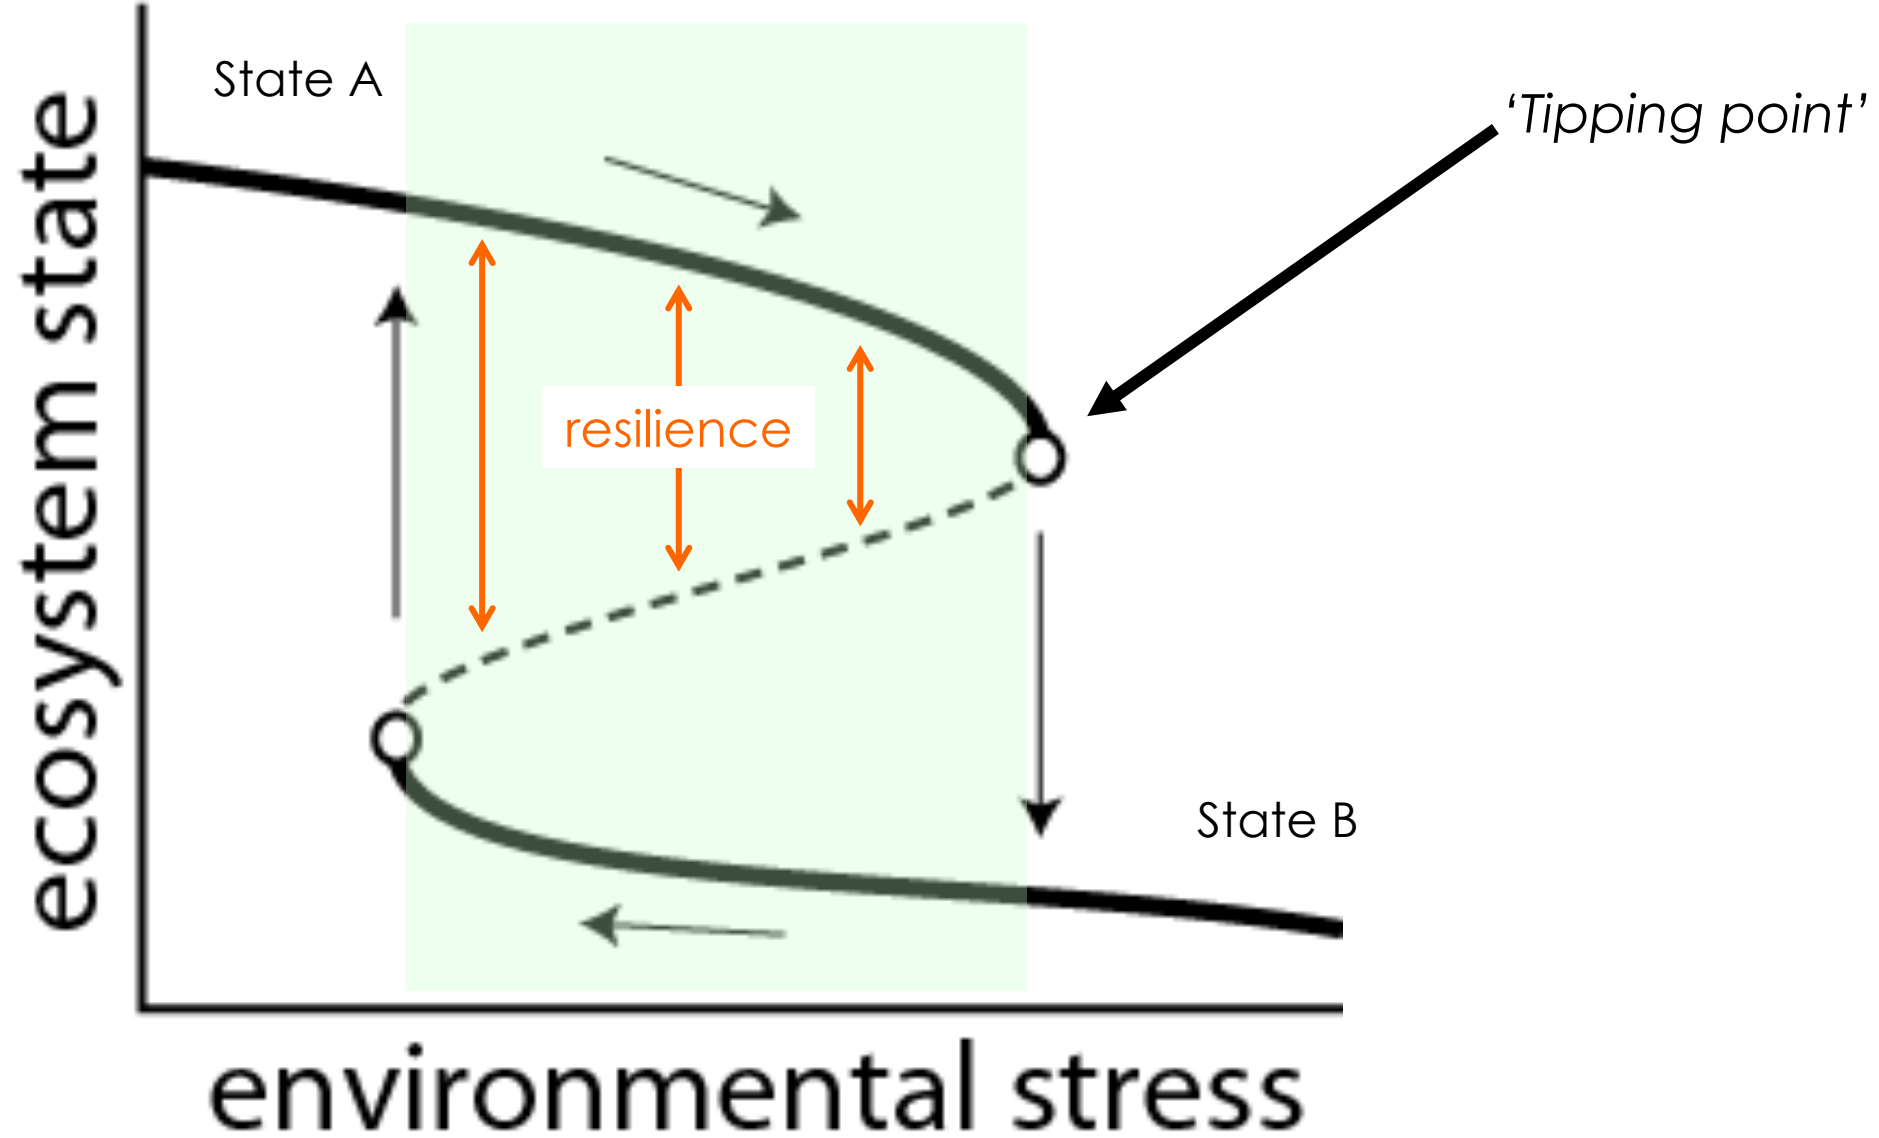 State A
‘Tipping point’
ecosystem state
resilience
State B
environmental stress